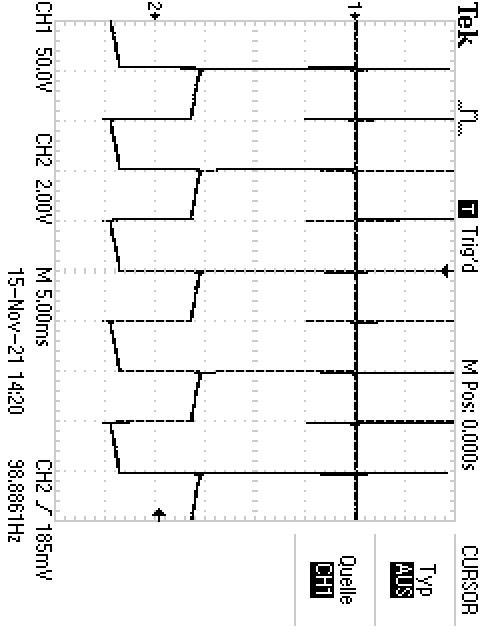 Tek T Trig'd M Pos: 0.000s CURSOR
Typ
AUS
1
Quelle
CH1
2
CH1 50.0V CH2 2.00V M 5.00ms CH2 185mV
15-Nov-21 14:20 98.8861Hz